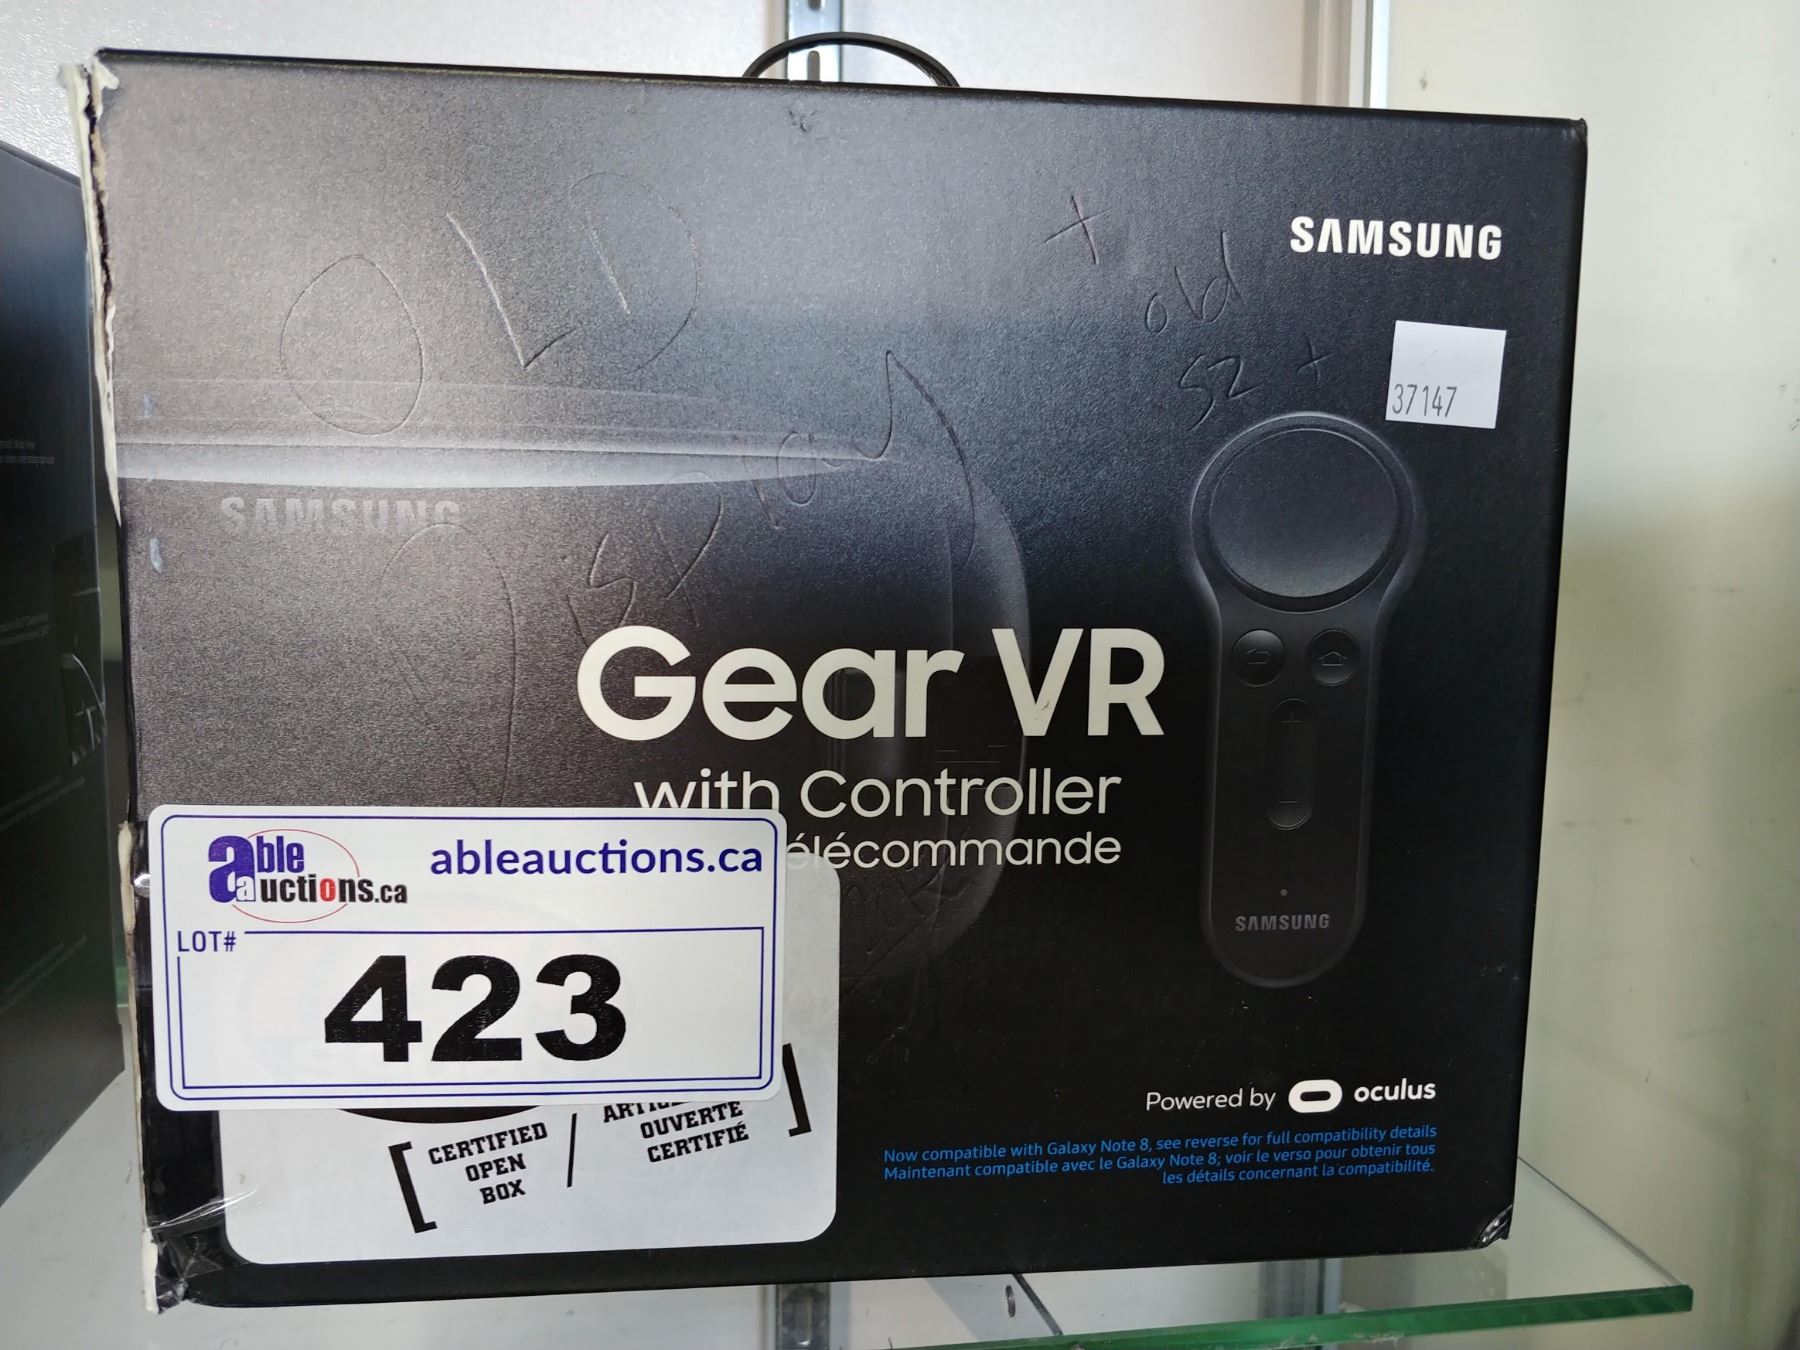 SAMSUNG
OLD
+
old
S2 +
37147
Display
SAMSUNG
Gear VR
with Controller
élécommande
able auctions.ca
ableauctions.ca
LOT#
423
SAMSUNG
Powered by oculus
CERTIFIED
OPEN
BOX
/
OUVERTE
CERTIFIÉ
Now compatible with Galaxy Note 8, see reverse for full compatibility details
Maintenant compatible avec le Galaxy Note 8; voir le verso pour obtenir tous
les détails concernant la compatibilité.